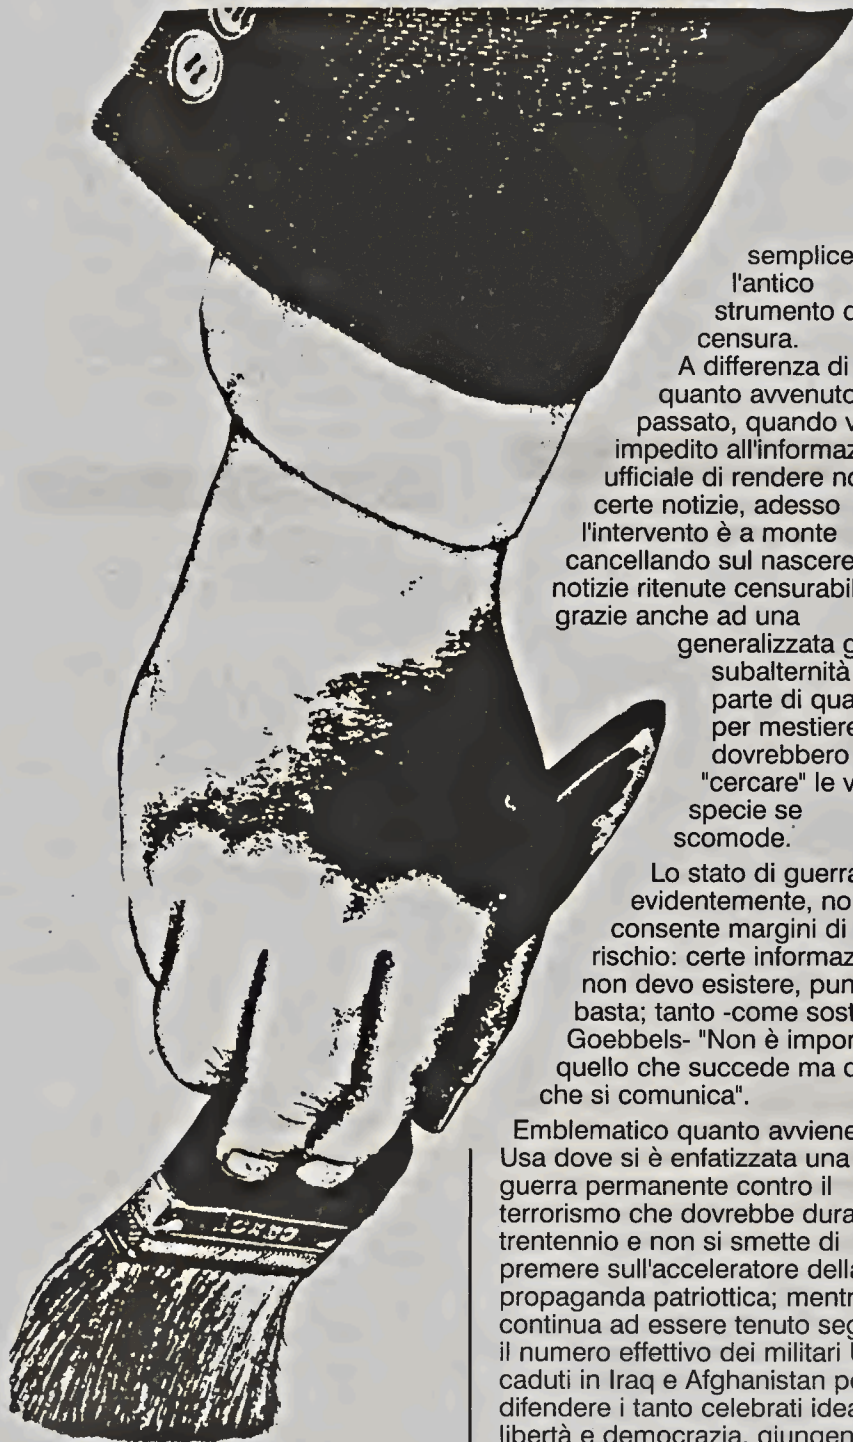 semplice
l'antico
strumento d
censura.
A differenza di
quanto avvenuto
passato, quando v
impedito all'informaz
ufficiale di rendere no
certe notizie, adesso
l'intervento è a monte
cancellando sul nascere
notizie ritenute censurabil
grazie anche ad una
generalizzata g
subalternità
parte di qua
per mestiere
dovrebbero
"cercare" le v
specie se
scomode.
Lo stato di guerra
evidentemente, no
consente margini di
rischio: certe informaz
non devo esistere, pun
basta; tanto -come sost
Goebbels- "Non è impor
quello che succede ma q
che si comunica".
Emblematico quanto avviene
Usa dove si è enfatizzata una
guerra permanente contro il
terrorismo che dovrebbe dura
trentennio e non si smette di
premere sull'acceleratore della
propaganda patriottica; mentr
continua ad essere tenuto seg
il numero effettivo dei militari U
caduti in Iraq e Afghanistan pe
difendere i tanto celebrati idea
libertà e democrazia, giungen